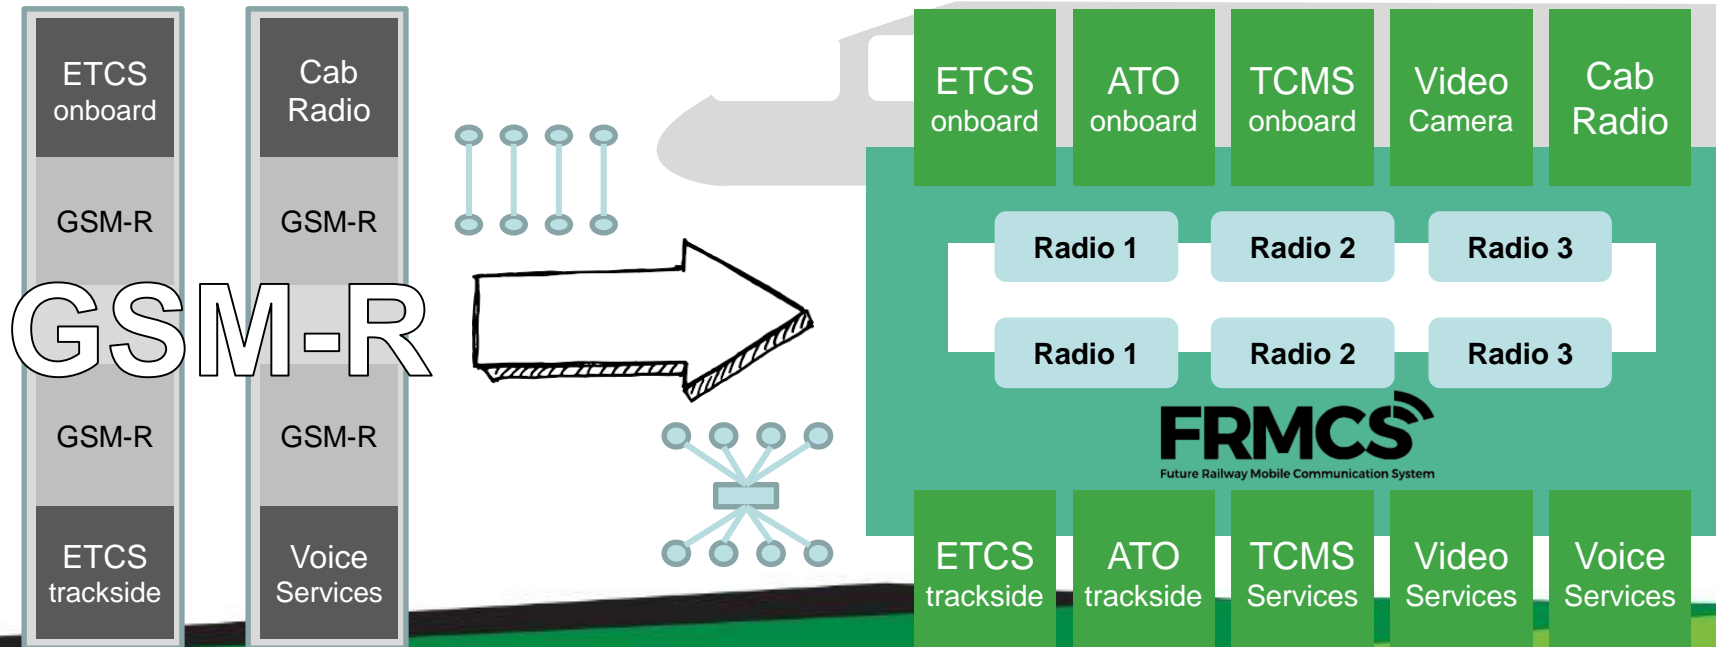 ETCS
onboard
GSM-R
GSM-R
ETCS
trackside
Cab
Radio
GSM-R
GSM-R
Voice
Services
GSM-R
ETCS
onboard
ATO
onboard
TCMS
onboard
Video
Camera
Cab
Radio
Radio 1
Radio 2
Radio 3
Radio 1
Radio 2
Radio 3
FRMCS
Future Railway Mobile Communication System
ETCS
trackside
ATO
trackside
TCMS
Services
Video
Services
Voice
Services